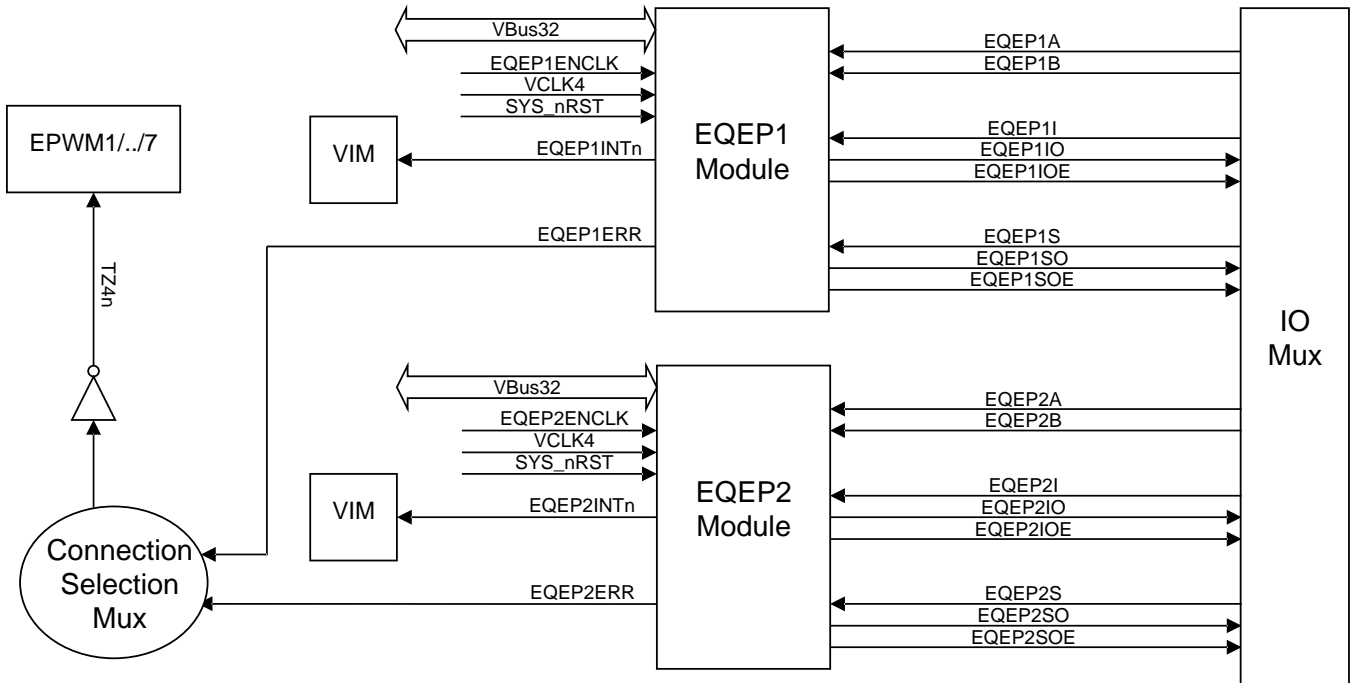 VBus32
EQEP1ENCLK
VCLK4
SYS_nRST
EQEP1INTn
EQEP1ERR
EPWM1/../7
VIM
EQEP1
Module
EQEP1A
EQEP1B
EQEP1I
EQEP1IO
EQEP1IOE
EQEP1S
EQEP1SO
EQEP1SOE
IO
Mux
TZ4n
VBus32
EQEP2ENCLK
VCLK4
SYS_nRST
EQEP2INTn
EQEP2ERR
VIM
EQEP2
Module
EQEP2A
EQEP2B
EQEP2I
EQEP2IO
EQEP2IOE
EQEP2S
EQEP2SO
EQEP2SOE
Connection
Selection
Mux